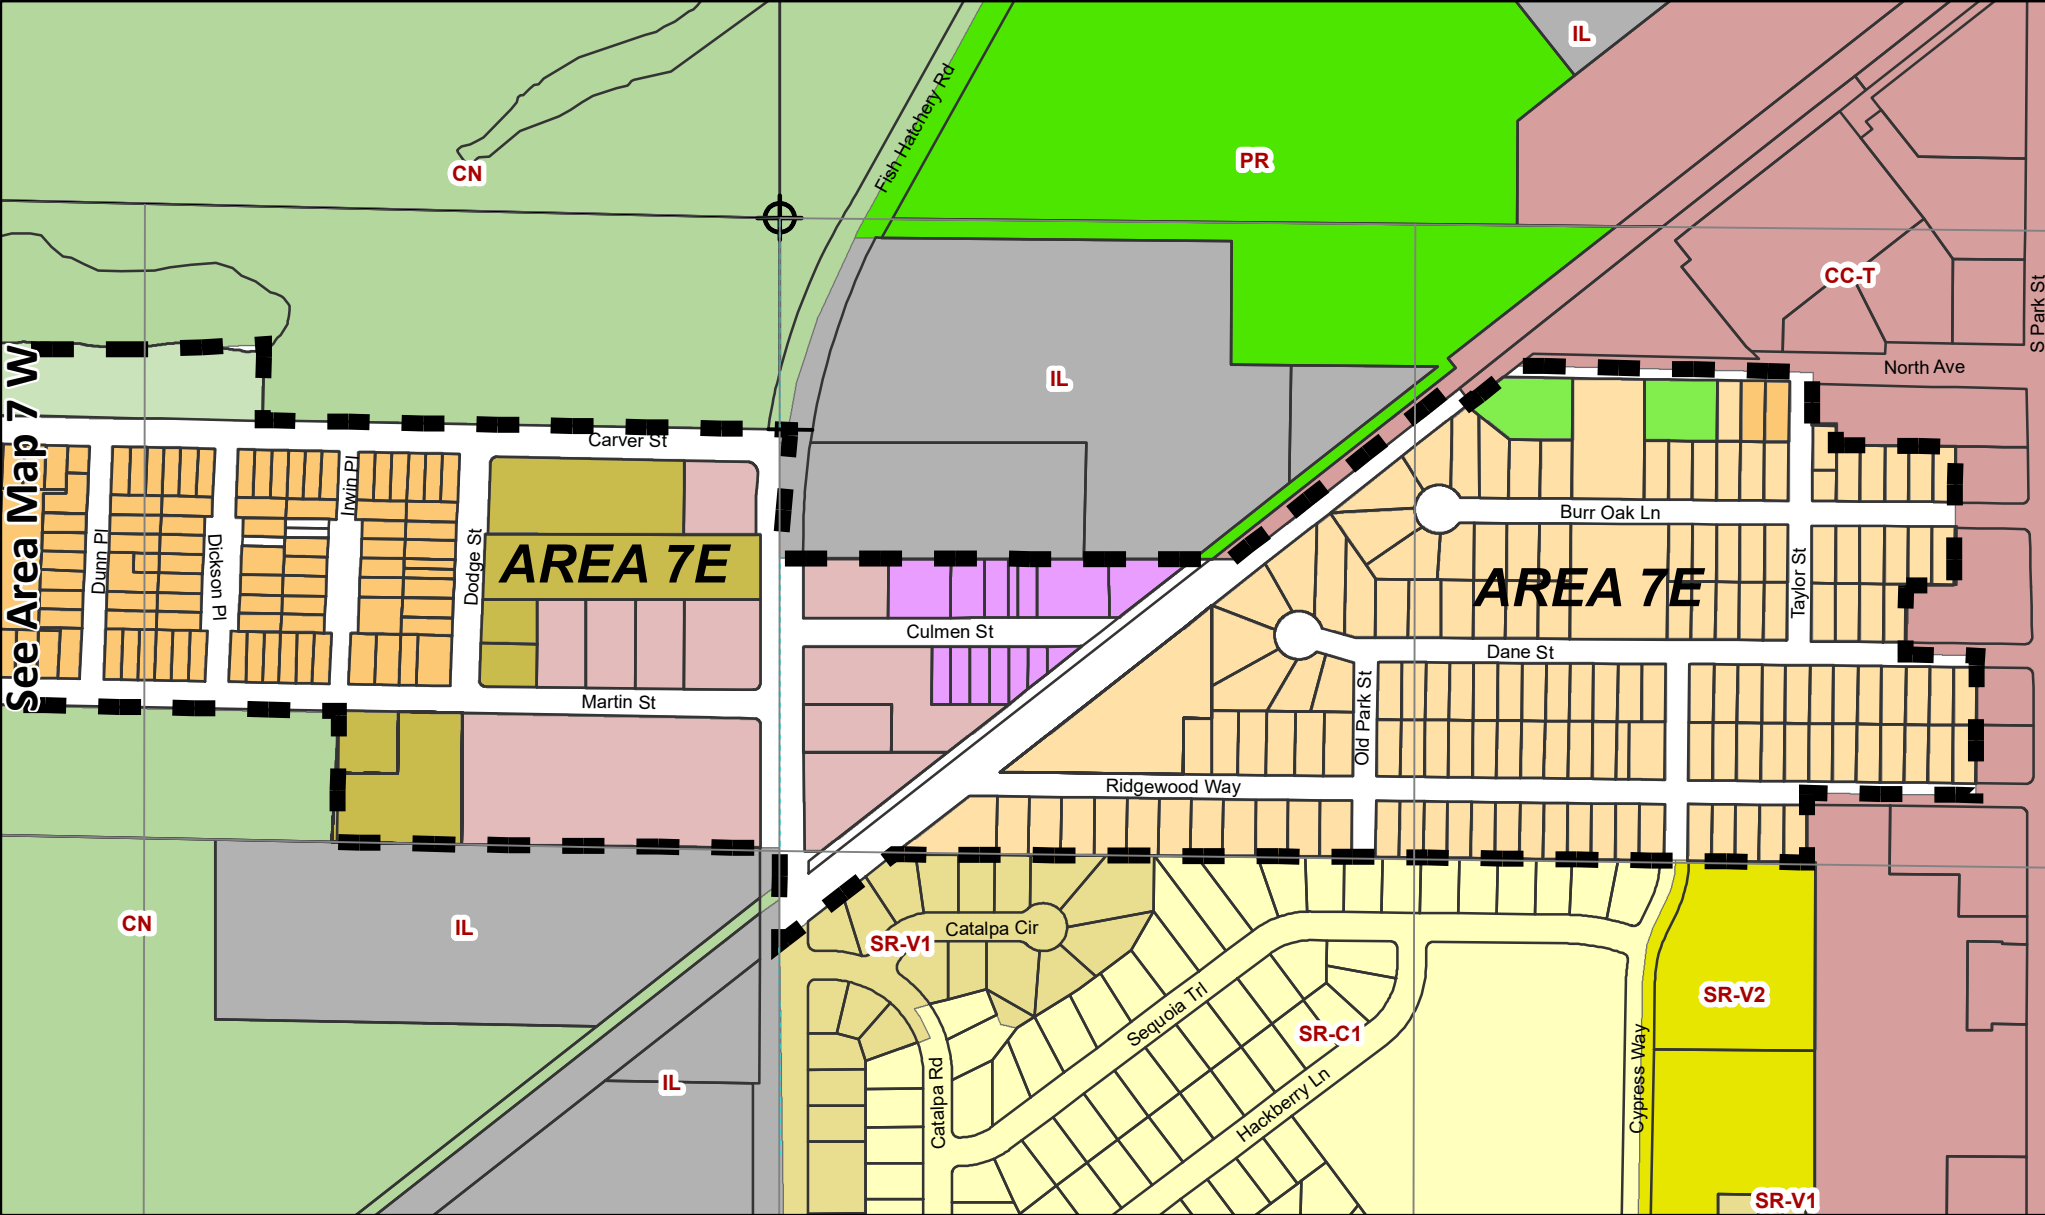 IL
Fish Hatchery Rd
PR
CN
CC-T
S Park St
North Ave
IL
See Area Map 7 W
Carver St
Irwin Pl
Burr Oak Ln
Dunn Pl
Dickson Pl
Dodge St
AREA 7E
AREA 7E
Taylor St
Culmen St
Dane St
Martin St
Old Park St
Ridgewood Way
CN
IL
SR-V1
Catalpa Cir
SR-V2
Sequoia Trl
SR-C1
IL
Catalpa Rd
Hackberry Ln
Cypress Way
SR-V1